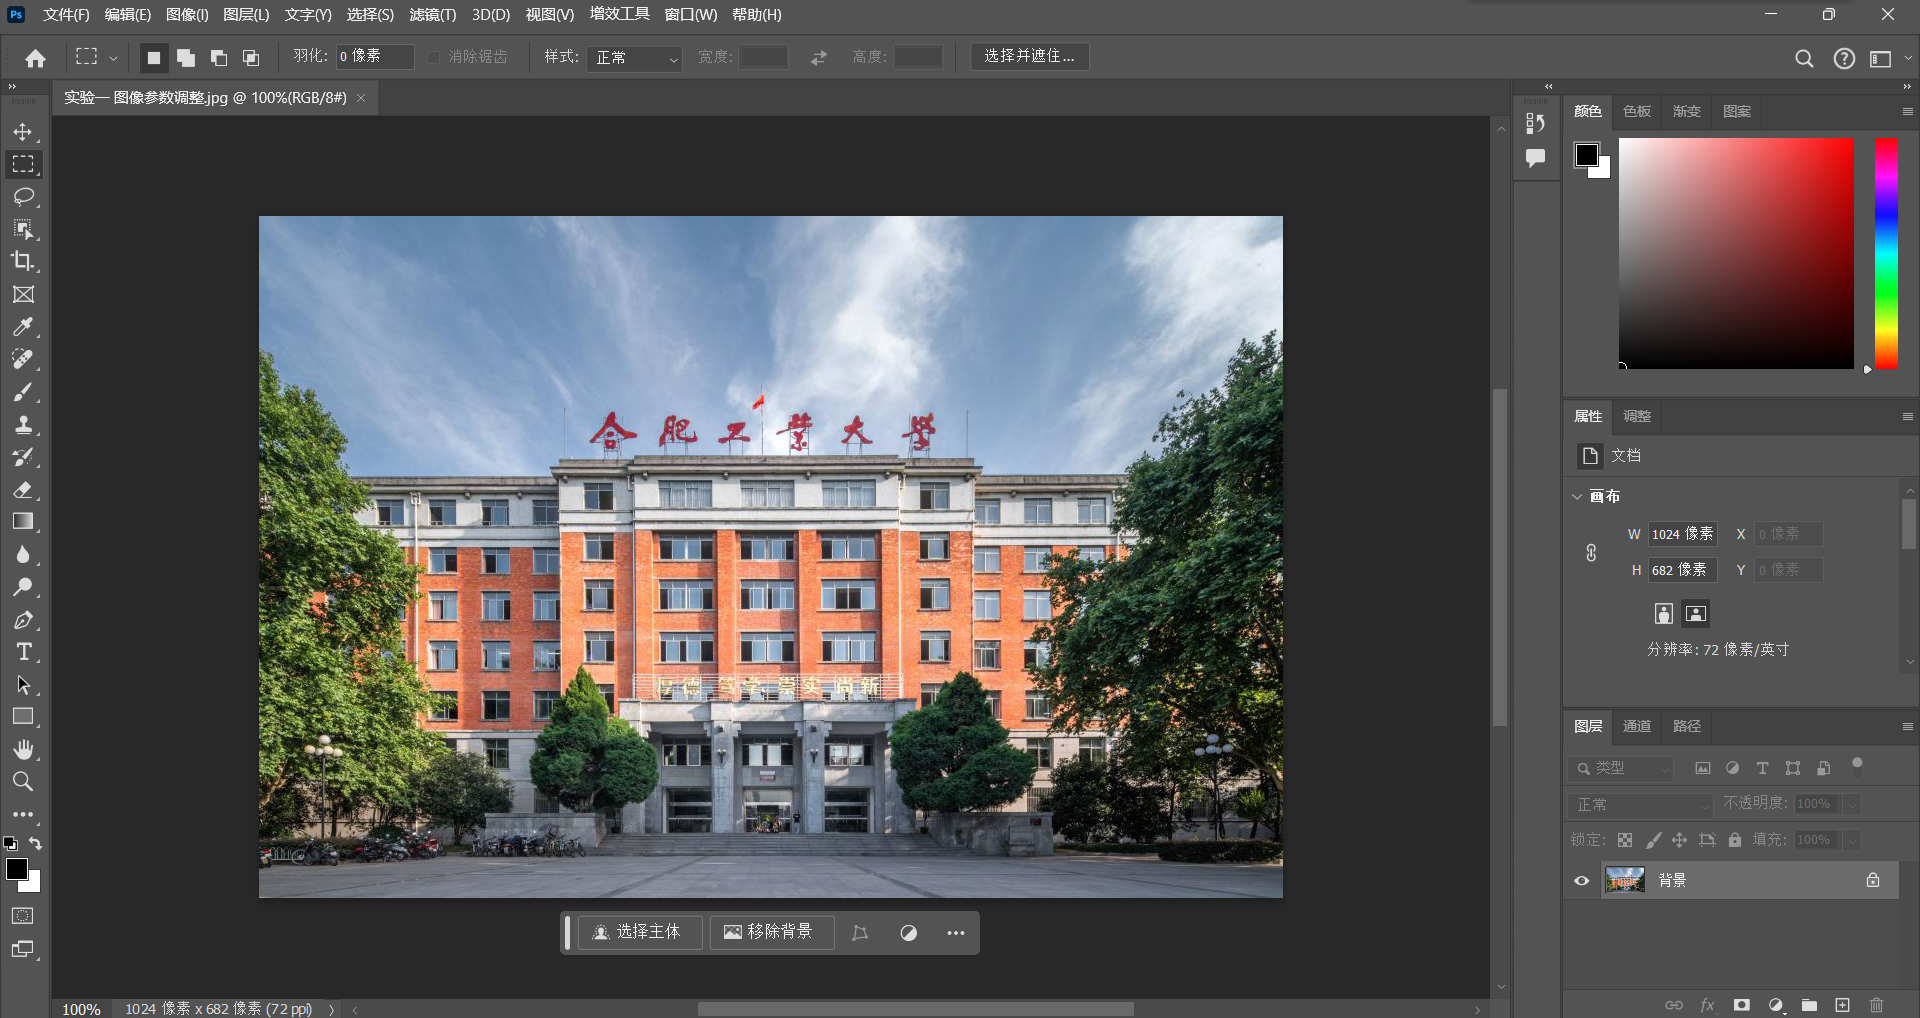 Ps 文件(F) 编辑(E) 图像(I) 图层(L) 文字(Y) 选择(S) 滤镜(T) 3D(D) 视图(V) 增效工具 窗口(W) 帮助(H)
羽化: 0 像素 消除锯齿 样式: 正常 宽度: 高度: 选择并遮住...
实验一 图像参数调整.jpg @ 100%(RGB/8#)
颜色 色板 渐变 图案
合肥工业大学
厚德 笃学 崇实 尚新
属性 调整
文档
画布
W 1024 像素 X 0 像素
H 682 像素 Y 0 像素
分辨率: 72 像素/英寸
图层 通道 路径
类型
正常 不透明度: 100%
锁定: 填充: 100%
背景
选择主体 移除背景
100% 1024 像素 x 682 像素 (72 ppi)
fx